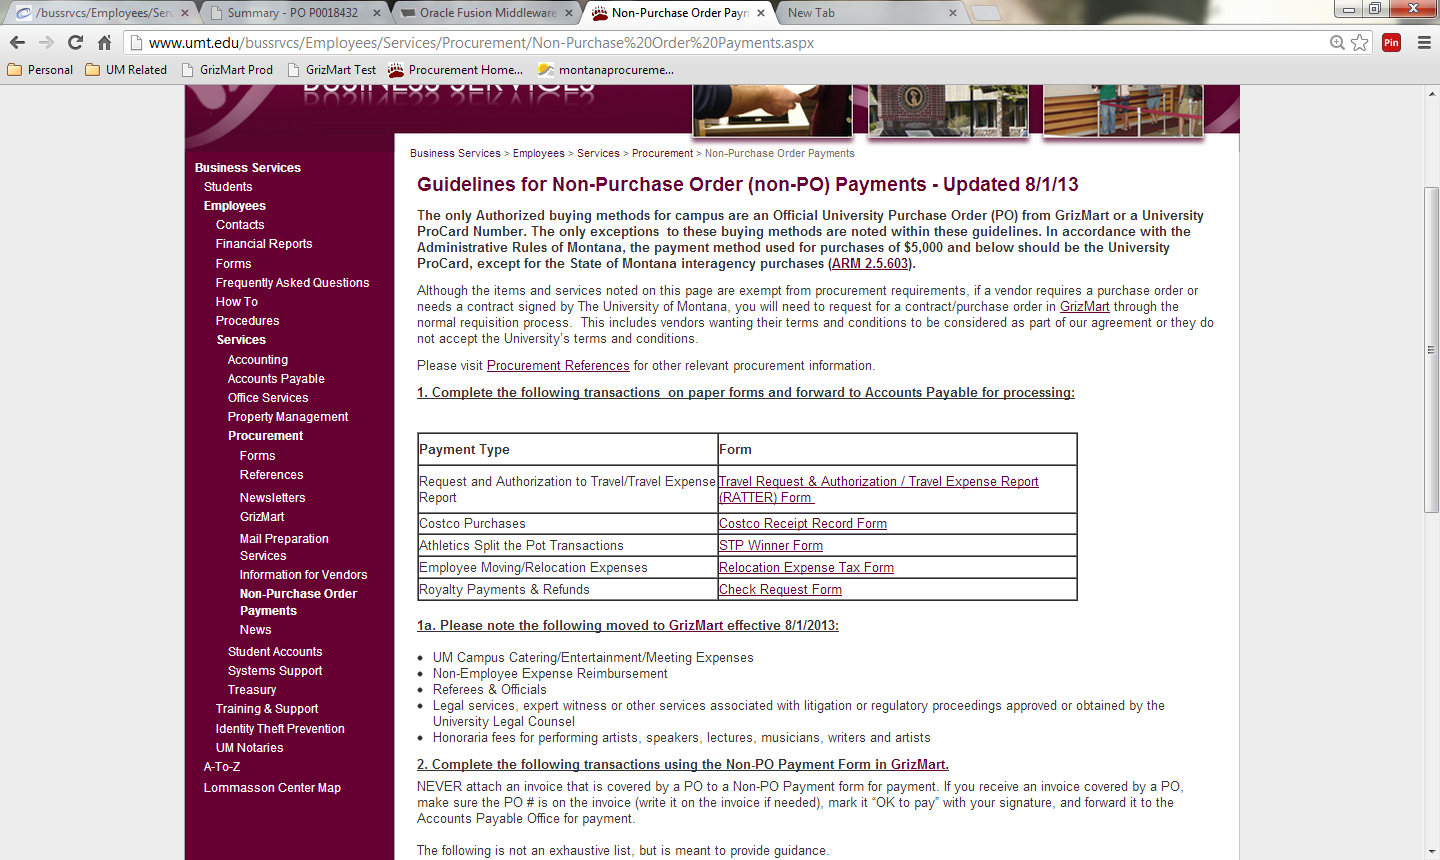 /bussrvcs/Employees/Serv
Summary - PO P0018432
Oracle Fusion Middleware
Non-Purchase Order Paym
New Tab
www.umt.edu/bussrvcs/Employees/Services/Procurement/Non-Purchase%20Order%20Payments.aspx
Pin
Personal
UM Related
GrizMart Prod
GrizMart Test
Procurement Home...
montanaprocureme...
BUSINESS SERVICES
Business Services
Students
Employees
Contacts
Financial Reports
Forms
Frequently Asked Questions
How To
Procedures
Services
Accounting
Accounts Payable
Office Services
Property Management
Procurement
Forms
References
Newsletters
GrizMart
Mail Preparation
Services
Information for Vendors
Non-Purchase Order
Payments
News
Student Accounts
Systems Support
Treasury
Training & Support
Identity Theft Prevention
UM Notaries
A-To-Z
Lommasson Center Map
Business Services > Employees > Services > Procurement > Non-Purchase Order Payments
Guidelines for Non-Purchase Order (non-PO) Payments - Updated 8/1/13
The only Authorized buying methods for campus are an Official University Purchase Order (PO) from GrizMart or a University
ProCard Number. The only exceptions to these buying methods are noted within these guidelines. In accordance with the
Administrative Rules of Montana, the payment method used for purchases of $5,000 and below should be the University
ProCard, except for the State of Montana interagency purchases (ARM 2.5.603).
Although the items and services noted on this page are exempt from procurement requirements, if a vendor requires a purchase order or
needs a contract signed by The University of Montana, you will need to request for a contract/purchase order in GrizMart through the
normal requisition process. This includes vendors wanting their terms and conditions to be considered as part of our agreement or they do
not accept the University's terms and conditions.
Please visit Procurement References for other relevant procurement information.
1. Complete the following transactions on paper forms and forward to Accounts Payable for processing:
Payment Type
Form
Request and Authorization to Travel/Travel Expense
Report
Travel Request & Authorization / Travel Expense Report
(RATTER) Form
Costco Purchases
Costco Receipt Record Form
Athletics Split the Pot Transactions
STP Winner Form
Employee Moving/Relocation Expenses
Relocation Expense Tax Form
Royalty Payments & Refunds
Check Request Form
1a. Please note the following moved to GrizMart effective 8/1/2013:
• UM Campus Catering/Entertainment/Meeting Expenses
• Non-Employee Expense Reimbursement
• Referees & Officials
• Legal services, expert witness or other services associated with litigation or regulatory proceedings approved or obtained by the
University Legal Counsel
• Honoraria fees for performing artists, speakers, lectures, musicians, writers and artists
2. Complete the following transactions using the Non-PO Payment Form in GrizMart.
NEVER attach an invoice that is covered by a PO to a Non-PO Payment form for payment. If you receive an invoice covered by a PO,
make sure the PO # is on the invoice (write it on the invoice if needed), mark it “OK to pay” with your signature, and forward it to the
Accounts Payable Office for payment.
The following is not an exhaustive list, but is meant to provide guidance.